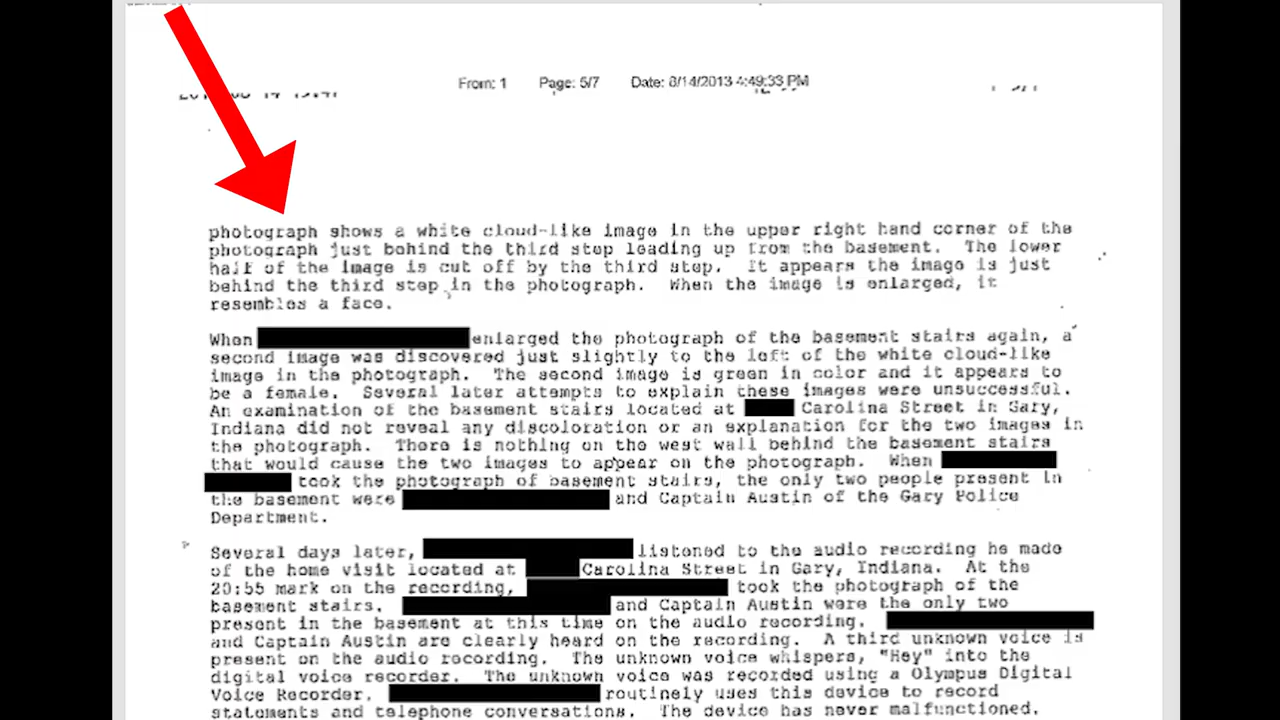 From: 1 Page: 5/7 Date: 8/14/2013 4:49:33 PM
photograph shows a white cloud-like image in the upper right hand corner of the
photograph just behind the third step leading up from the basement. The lower
half of the image is cut off by the third step. It appears the image is just
behind the third step in the photograph. When the image is enlarged, it
resembles a face.
When enlarged the photograph of the basement stairs again, a
second image was discovered just slightly to the left of the white cloud-like
image in the photograph. The second image is green in color and it appears to
be a female. Several later attempts to explain these images were unsuccessful.
An examination of the basement stairs located at Carolina Street in Gary,
Indiana did not reveal any discoloration or an explanation for the two images in
the photograph. There is nothing on the west wall behind the basement stairs
that would cause the two images to appear on the photograph. When
took the photograph of basement stairs, the only two people present in
the basement were and Captain Austin of the Gary Police
Department.
Several days later, listened to the audio recording he made
of the home visit located at Carolina Street in Gary, Indiana. At the
20:55 mark on the recording, took the photograph of the
basement stairs. and Captain Austin were the only two
present in the basement at this time on the audio recording.
and Captain Austin are clearly heard on the recording. A third unknown voice is
present on the audio recording. The unknown voice whispers, "Hey" into the
digital voice recorder. The unknown voice was recorded using a Olympus Digital
Voice Recorder. routinely uses this device to record
statements and telephone conversations. The device has never malfunctioned.